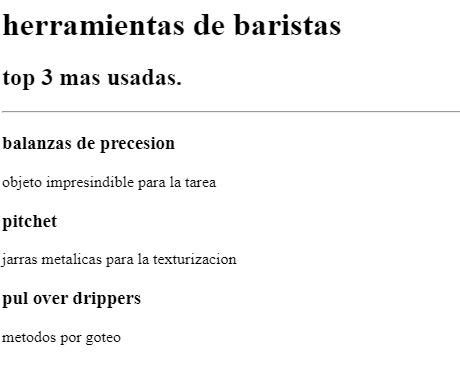 herramientas de baristas
top 3 mas usadas.
balanzas de precesion
objeto impresindible para la tarea
pitchet
jarras metalicas para la texturizacion
pul over drippers
metodos por goteo